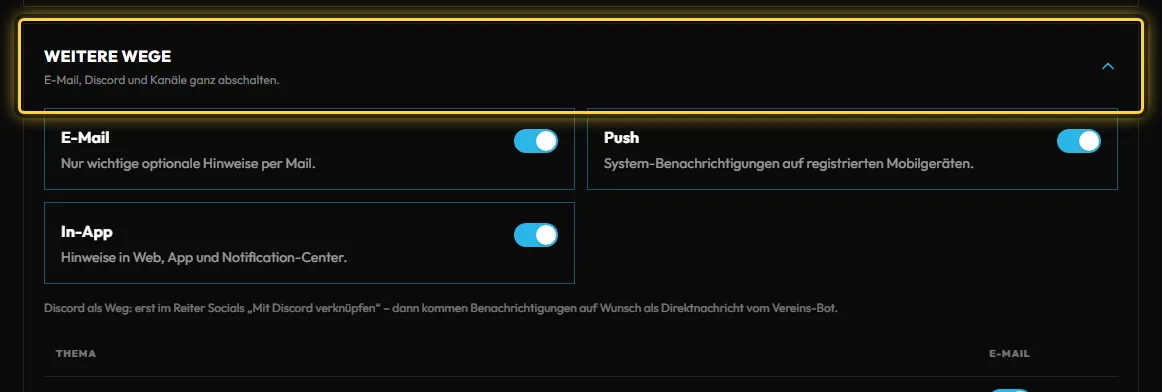 WEITERE WEGE
E-Mail, Discord und Kanäle ganz abschalten.
E-Mail
Nur wichtige optionale Hinweise per Mail.
Push
System-Benachrichtigungen auf registrierten Mobilgeräten.
In-App
Hinweise in Web, App und Notification-Center.
Discord als Weg: erst im Reiter Socials „Mit Discord verknüpfen“ – dann kommen Benachrichtigungen auf Wunsch als Direktnachricht vom Vereins-Bot.
THEMA
E-MAIL